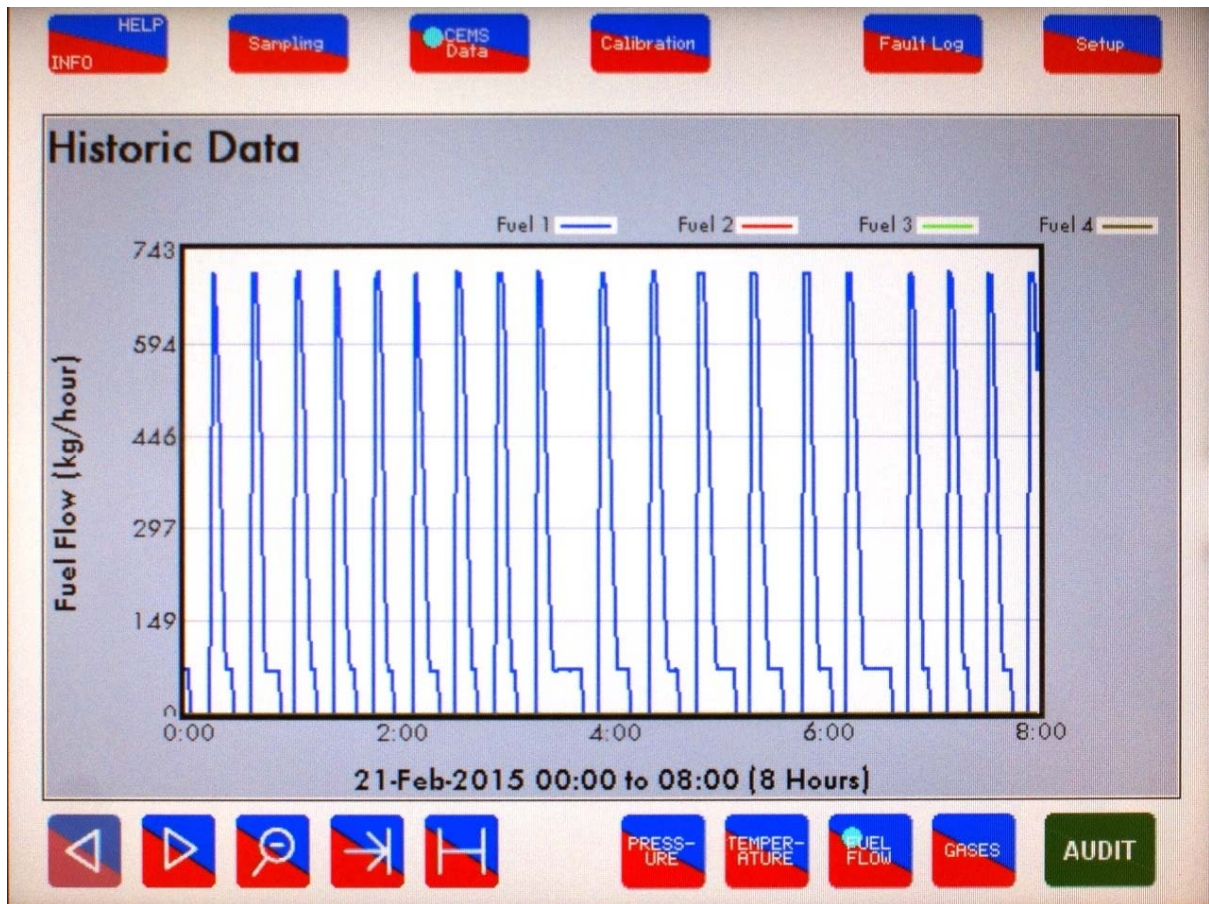 HELP
INFO
Sampling
CEMS
Data
Calibration
Fault Log
Setup
Historic Data
Fuel 1 Fuel 2 Fuel 3 Fuel 4
743
594
446
297
149
0
Fuel Flow (kg/hour)
0:00 2:00 4:00 6:00 8:00
21-Feb-2015 00:00 to 08:00 (8 Hours)
PRESS-
URE
TEMPER-
ATURE
FUEL
FLOW
GASES
AUDIT